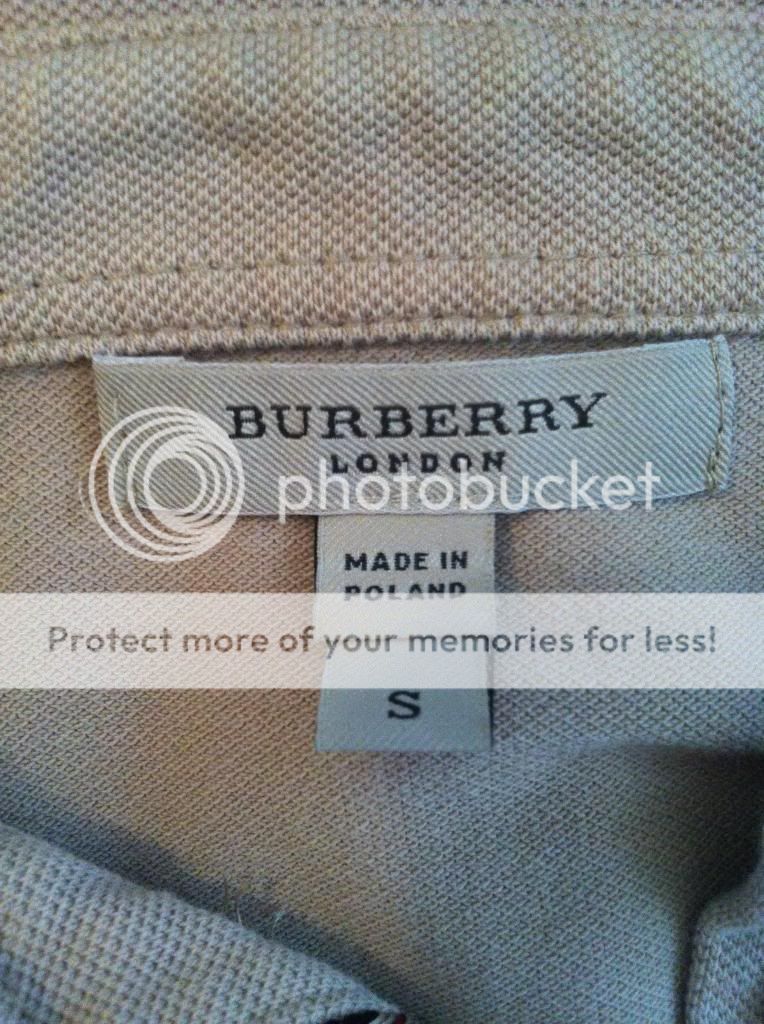 BURBERRY
LONDON
photobucket
MADE IN
POLAND
Protect more of your memories for less!
S